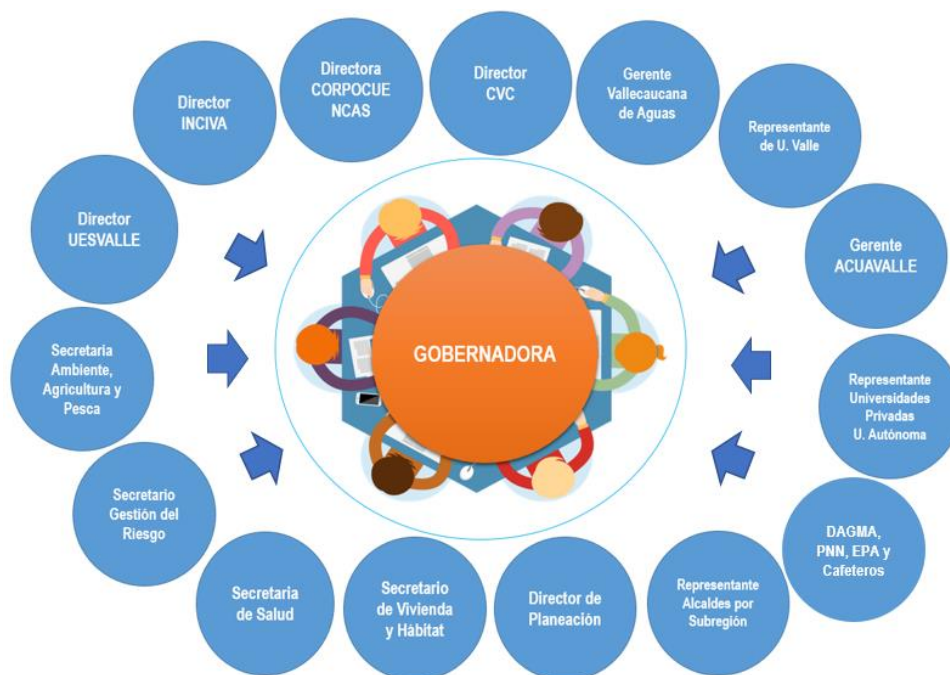 Director
INCIVA
Directora
CORPOCUE
NCAS
Director
CVC
Gerente
Vallecaucana
de Aguas
Representante
de U. Valle
Director
UESVALLE
Gerente
ACUAVALLE
GOBERNADORA
Secretaria
Ambiente,
Agricultura y
Pesca
Representante
Universidades
Privadas
U. Autónoma
Secretario
Gestión del
Riesgo
DAGMA,
PNN, EPA y
Cafeteros
Secretaria
de Salud
Secretario
de Vivienda
y Hábitat
Director de
Planeación
Representante
Alcaldes por
Subregión